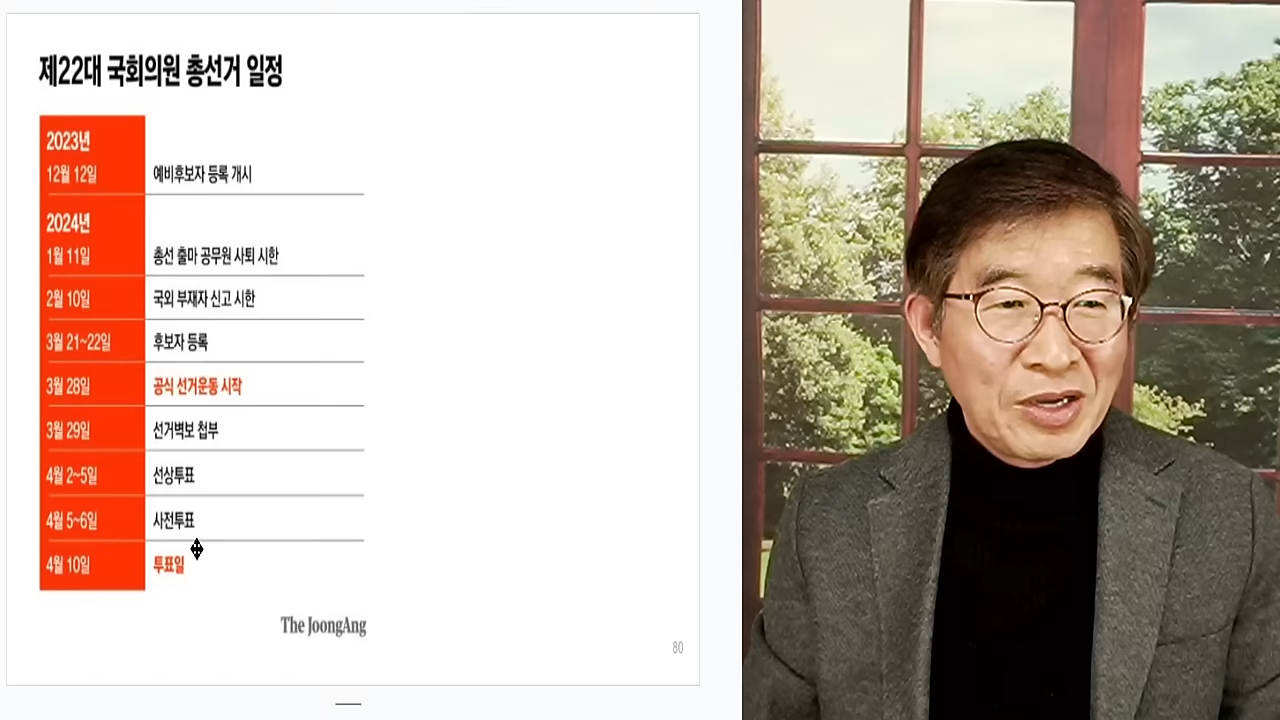 제22대 국회의원 총선거 일정
2023년
12월 12일 예비후보자 등록 개시
2024년
1월 11일 총선 출마 공무원 사퇴 시한
2월 10일 국외 부재자 신고 시한
3월 21~22일 후보자 등록
3월 28일 공식 선거운동 시작
3월 29일 선거벽보 첩부
4월 2~5일 선상투표
4월 5~6일 사전투표
4월 10일 투표일
The JoongAng
80